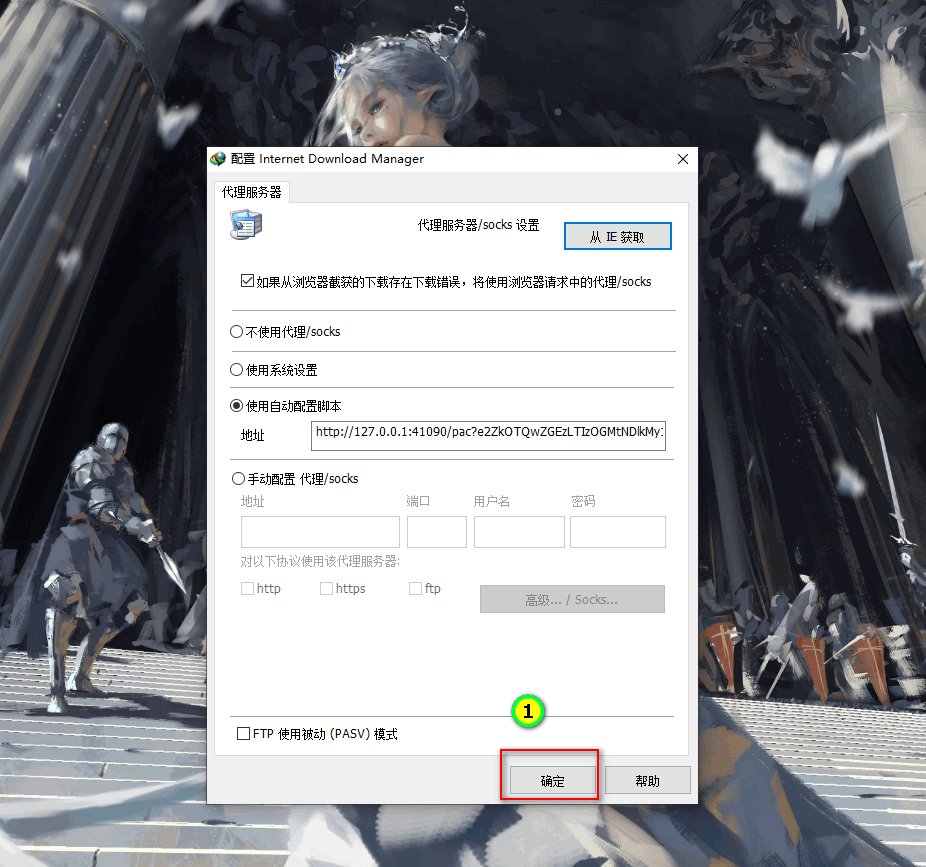 配置 Internet Download Manager
代理服务器
代理服务器/socks 设置
从 IE 获取
如果从浏览器截获的下载存在下载错误，将使用浏览器请求中的代理/socks
不使用代理/socks
使用系统设置
使用自动配置脚本
地址 http://127.0.0.1:41090/pac?e2ZkOTQwZGEzLTIzOGMtNDlkMy
手动配置 代理/socks
地址 端口 用户名 密码
对以下协议使用该代理服务器:
http https ftp 高级... / Socks...
1
FTP 使用被动 (PASV) 模式
确定 帮助